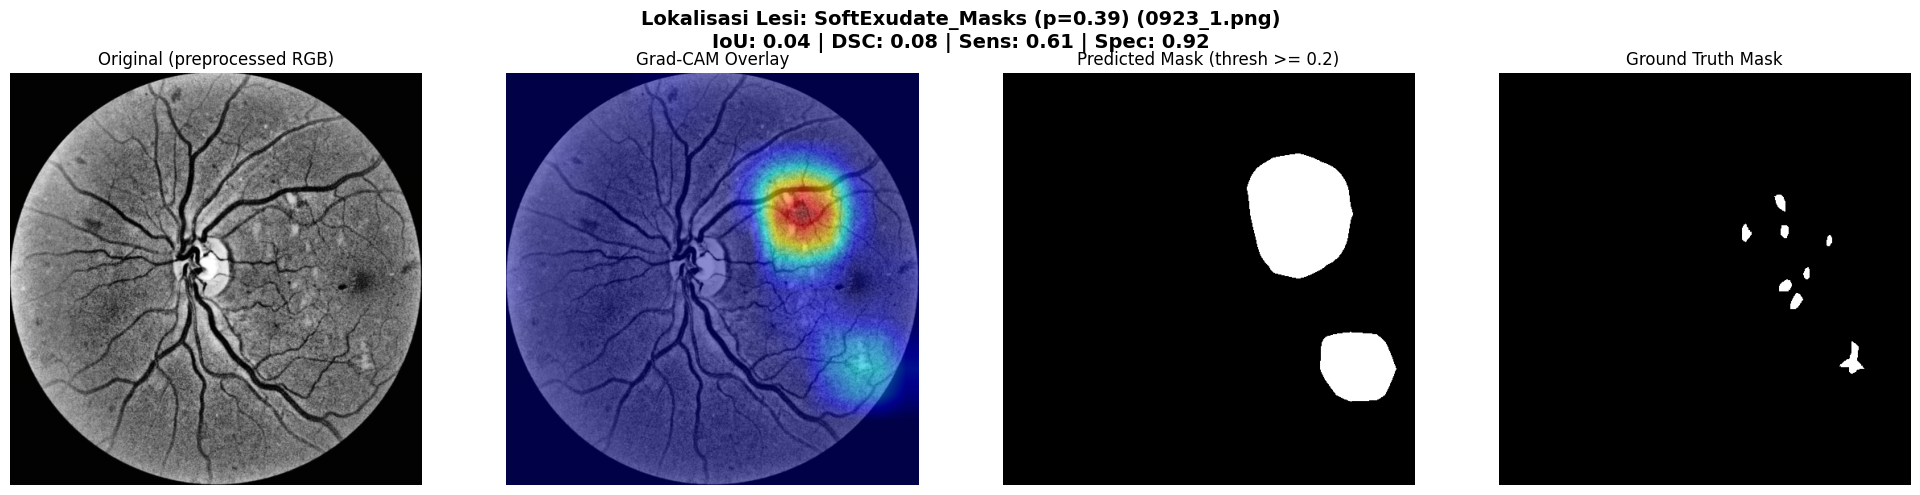 Lokalisasi Lesi: SoftExudate_Masks (p=0.39) (0923_1.png)
IoU: 0.04 | DSC: 0.08 | Sens: 0.61 | Spec: 0.92
Original (preprocessed RGB)
Grad-CAM Overlay
Predicted Mask (thresh >= 0.2)
Ground Truth Mask